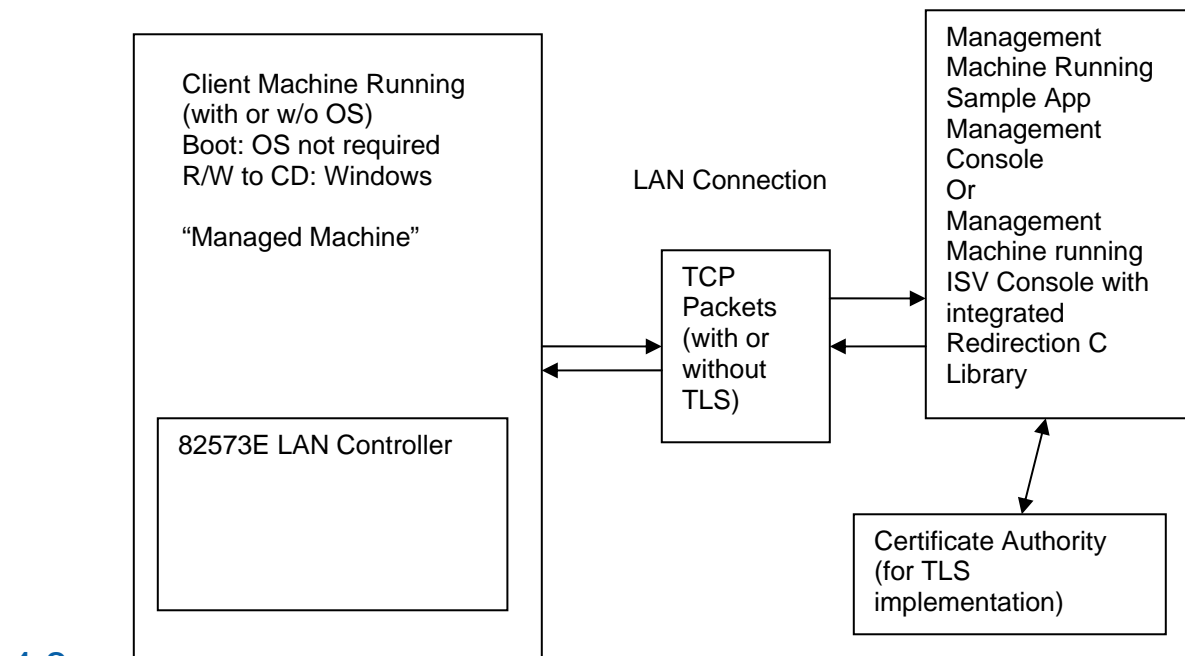 Client Machine Running
(with or w/o OS)
Boot: OS not required
R/W to CD: Windows
“Managed Machine”
82573E LAN Controller
LAN Connection
TCP
Packets
(with or
without
TLS)
Management
Machine Running
Sample App
Management
Console
Or
Management
Machine running
ISV Console with
integrated
Redirection C
Library
Certificate Authority
(for TLS
implementation)